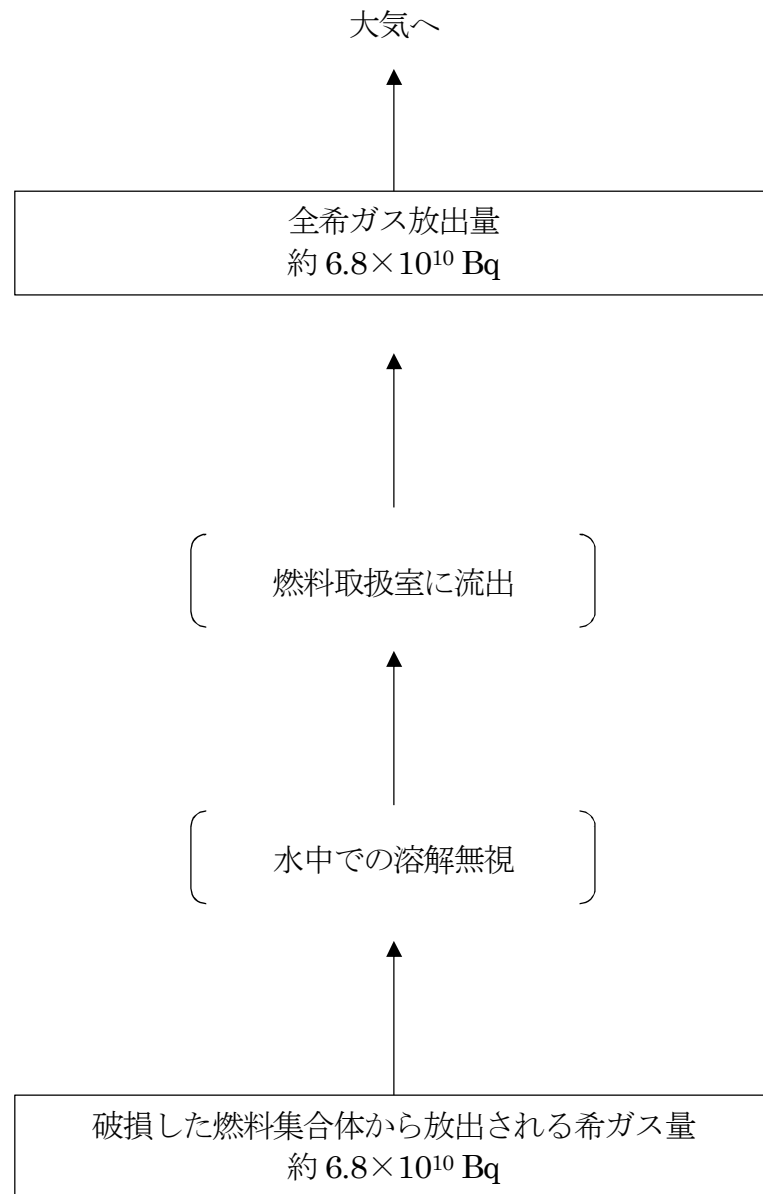 大気へ
全希ガス放出量
約 6.8×10¹⁰ Bq
燃料取扱室に流出
水中での溶解無視
破損した燃料集合体から放出される希ガス量
約 6.8×10¹⁰ Bq